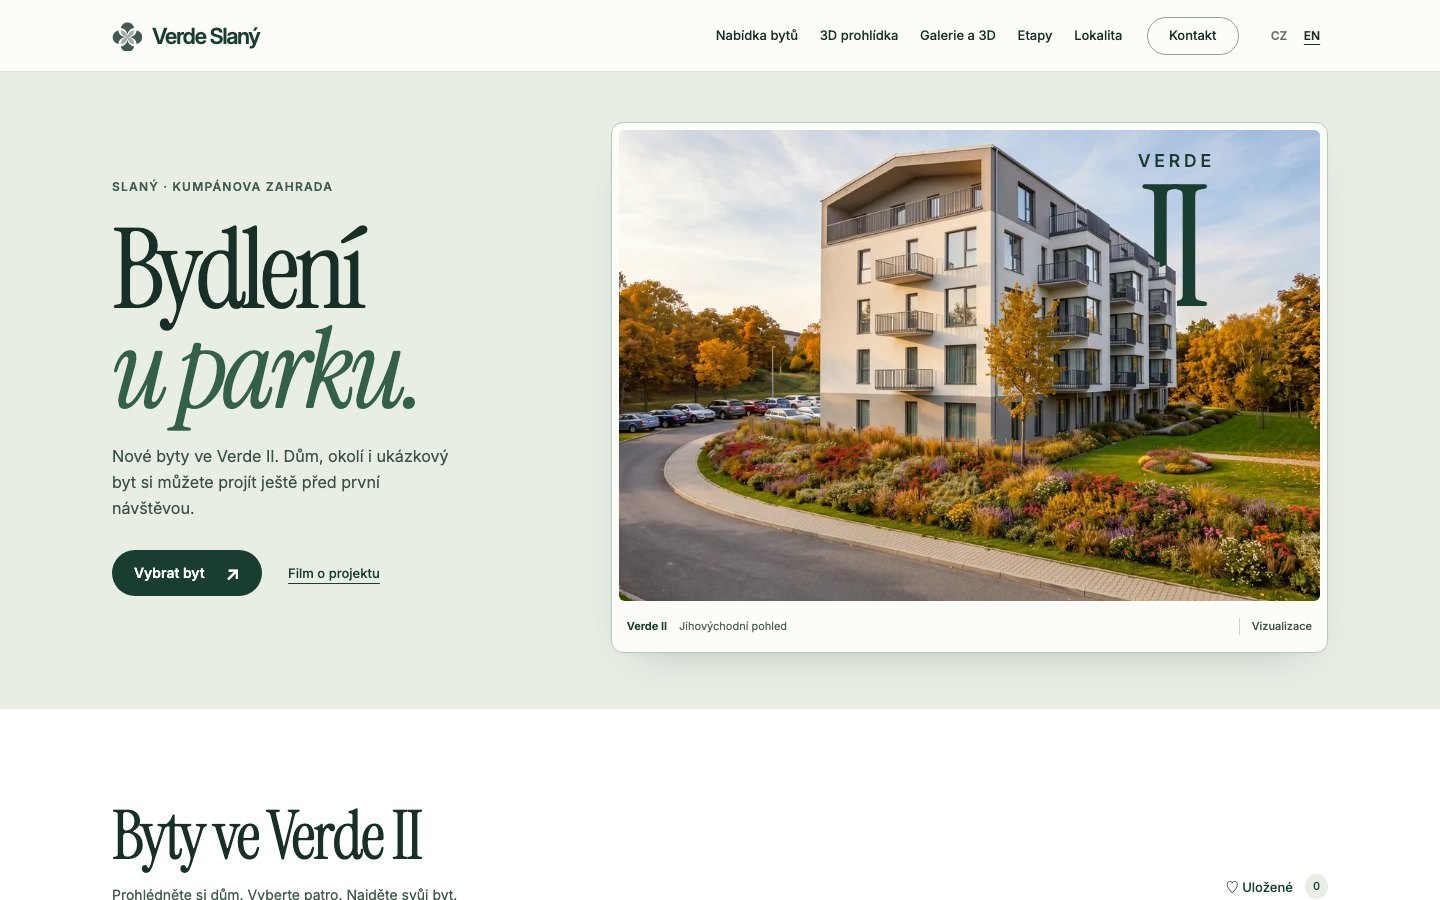 Verde Slaný
Nabídka bytů
3D prohlídka
Galerie a 3D
Etapy
Lokalita
Kontakt
CZ
EN
SLANÝ · KUMPÁNOVA ZAHRADA
Bydlení
u parku.
Nové byty ve Verde II. Dům, okolí i ukázkový
byt si můžete projít ještě před první
návštěvou.
Vybrat byt
Film o projektu
VERDE
II
Verde II
Jihovýchodní pohled
Vizualizace
Byty ve Verde II
Prohlédněte si dům. Vyberte patro. Najděte svůj byt.
♡ Uložené 0